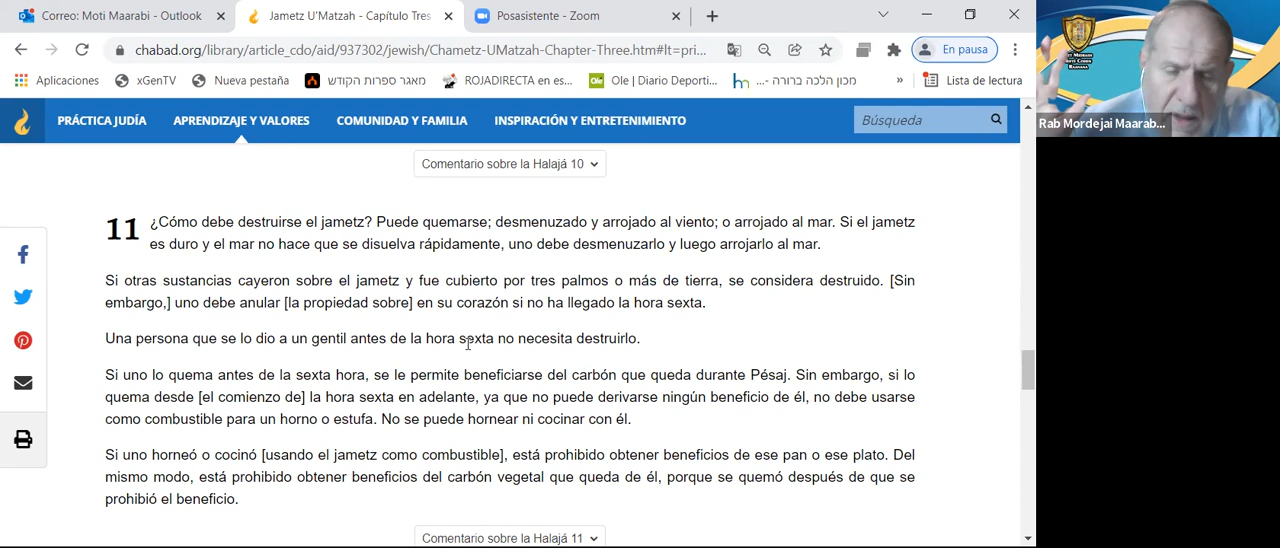 Correo: Moti Maarabi - Outlook
Jametz U'Matzah - Capítulo Tres
Posasistente - Zoom
chabad.org/library/article_cdo/aid/937302/jewish/Chametz-UMatzah-Chapter-Three.htm#lt=pri...
En pausa
Aplicaciones
xGenTV
Nueva pestaña
מאגר ספרות הקודש
ROJADIRECTA en es...
Ole | Diario Deporti...
מכון הלכה ברורה -...
»
Lista de lectura
PRÁCTICA JUDÍA
APRENDIZAJE Y VALORES
COMUNIDAD Y FAMILIA
INSPIRACIÓN Y ENTRETENIMIENTO
Búsqueda
Rab Mordejai Maarab...
Comentario sobre la Halajá 10
11 ¿Cómo debe destruirse el jametz? Puede quemarse; desmenuzado y arrojado al viento; o arrojado al mar. Si el jametz
es duro y el mar no hace que se disuelva rápidamente, uno debe desmenuzarlo y luego arrojarlo al mar.
Si otras sustancias cayeron sobre el jametz y fue cubierto por tres palmos o más de tierra, se considera destruido. [Sin
embargo,] uno debe anular [la propiedad sobre] en su corazón si no ha llegado la hora sexta.
Una persona que se lo dio a un gentil antes de la hora sexta no necesita destruirlo.
Si uno lo quema antes de la sexta hora, se le permite beneficiarse del carbón que queda durante Pésaj. Sin embargo, si lo
quema desde [el comienzo de] la hora sexta en adelante, ya que no puede derivarse ningún beneficio de él, no debe usarse
como combustible para un horno o estufa. No se puede hornear ni cocinar con él.
Si uno horneó o cocinó [usando el jametz como combustible], está prohibido obtener beneficios de ese pan o ese plato. Del
mismo modo, está prohibido obtener beneficios del carbón vegetal que queda de él, porque se quemó después de que se
prohibió el beneficio.
Comentario sobre la Halajá 11